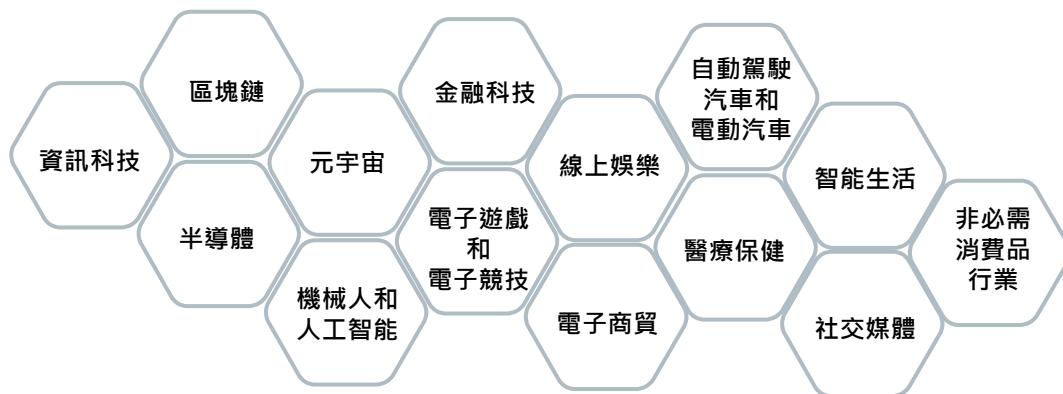 資訊科技
區塊鏈
半導體
元宇宙
機械人和
人工智能
金融科技
電子遊戲
和
電子競技
線上娛樂
電子商貿
自動駕駛
汽車和
電動汽車
醫療保健
智能生活
社交媒體
非必需
消費品
行業